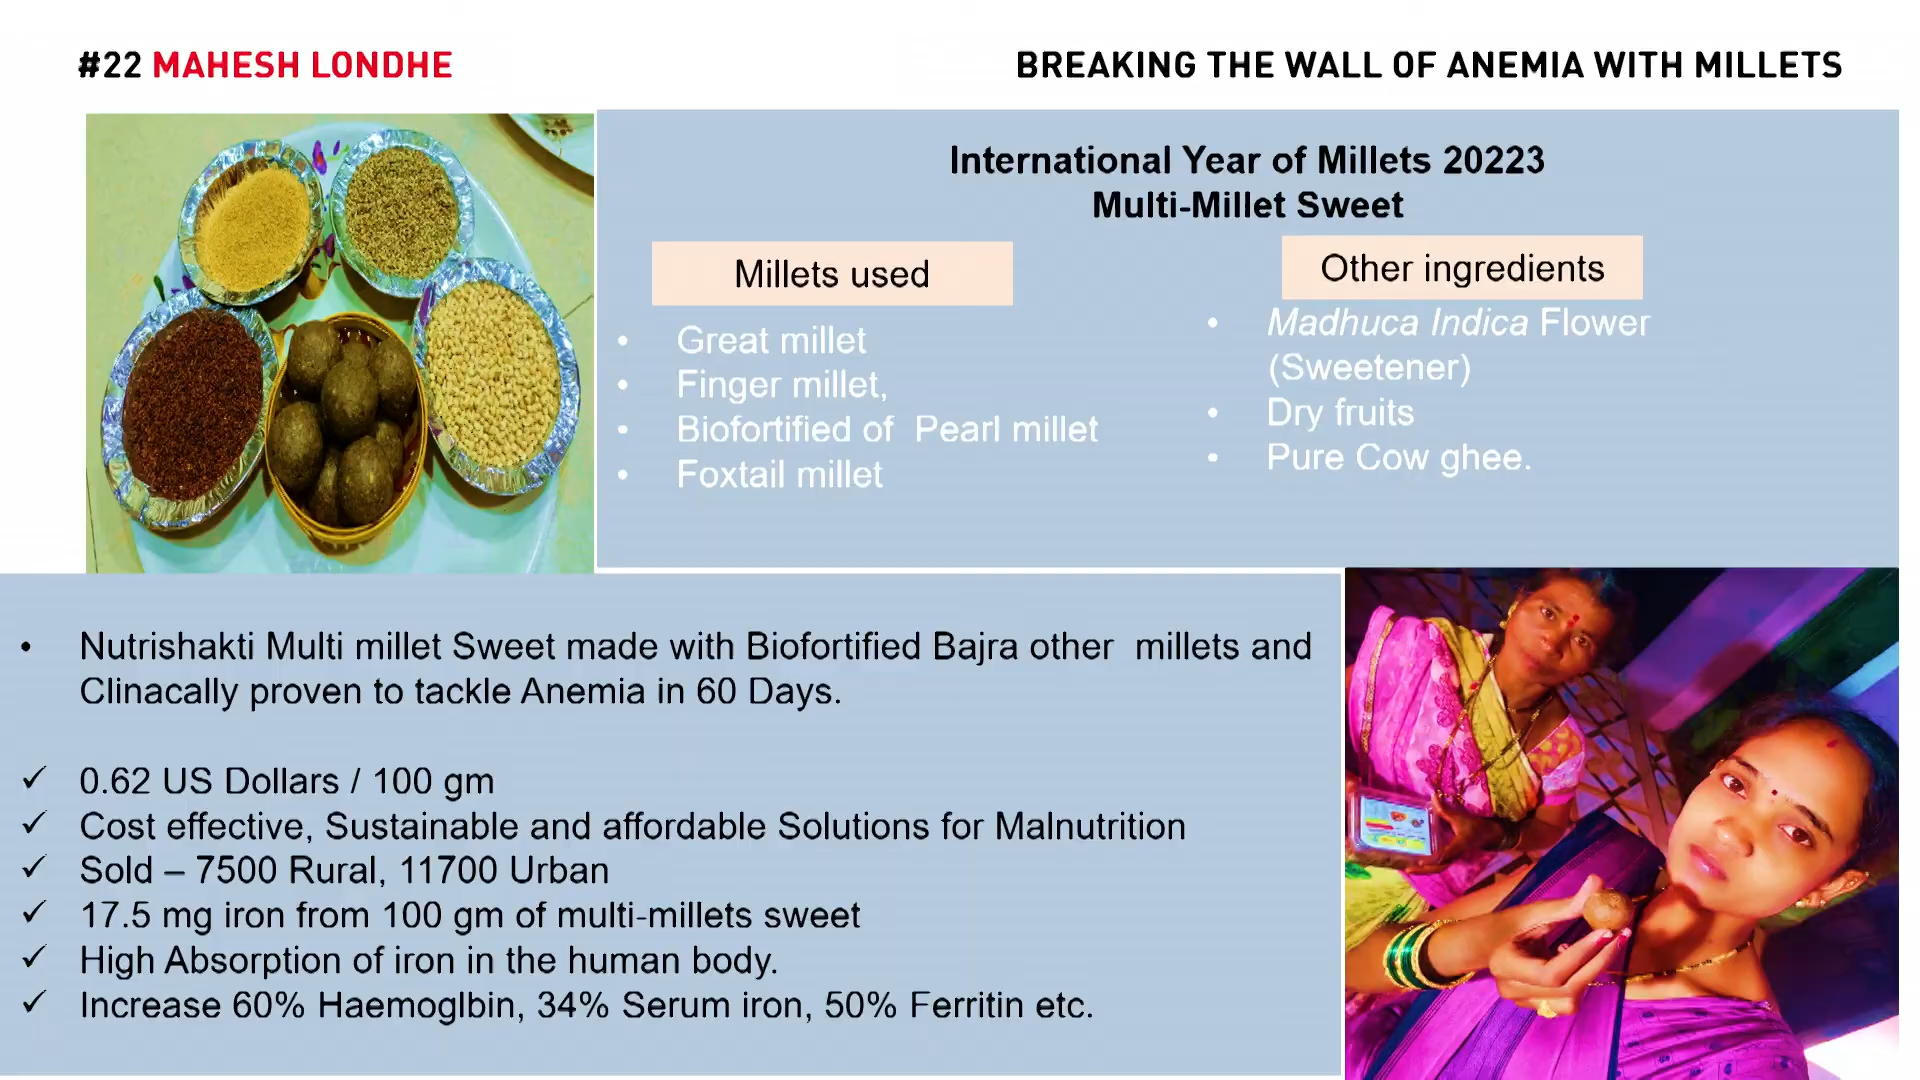 #22 MAHESH LONDHE
BREAKING THE WALL OF ANEMIA WITH MILLETS
International Year of Millets 20223
Multi-Millet Sweet
Millets used
• Great millet
• Finger millet,
• Biofortified of  Pearl millet
• Foxtail millet
Other ingredients
• Madhuca Indica Flower
(Sweetener)
• Dry fruits
• Pure Cow ghee.
• Nutrishakti Multi millet Sweet made with Biofortified Bajra other  millets and
Clinacally proven to tackle Anemia in 60 Days.
✓ 0.62 US Dollars / 100 gm
✓ Cost effective, Sustainable and affordable Solutions for Malnutrition
✓ Sold – 7500 Rural, 11700 Urban
✓ 17.5 mg iron from 100 gm of multi-millets sweet
✓ High Absorption of iron in the human body.
✓ Increase 60% Haemoglbin, 34% Serum iron, 50% Ferritin etc.